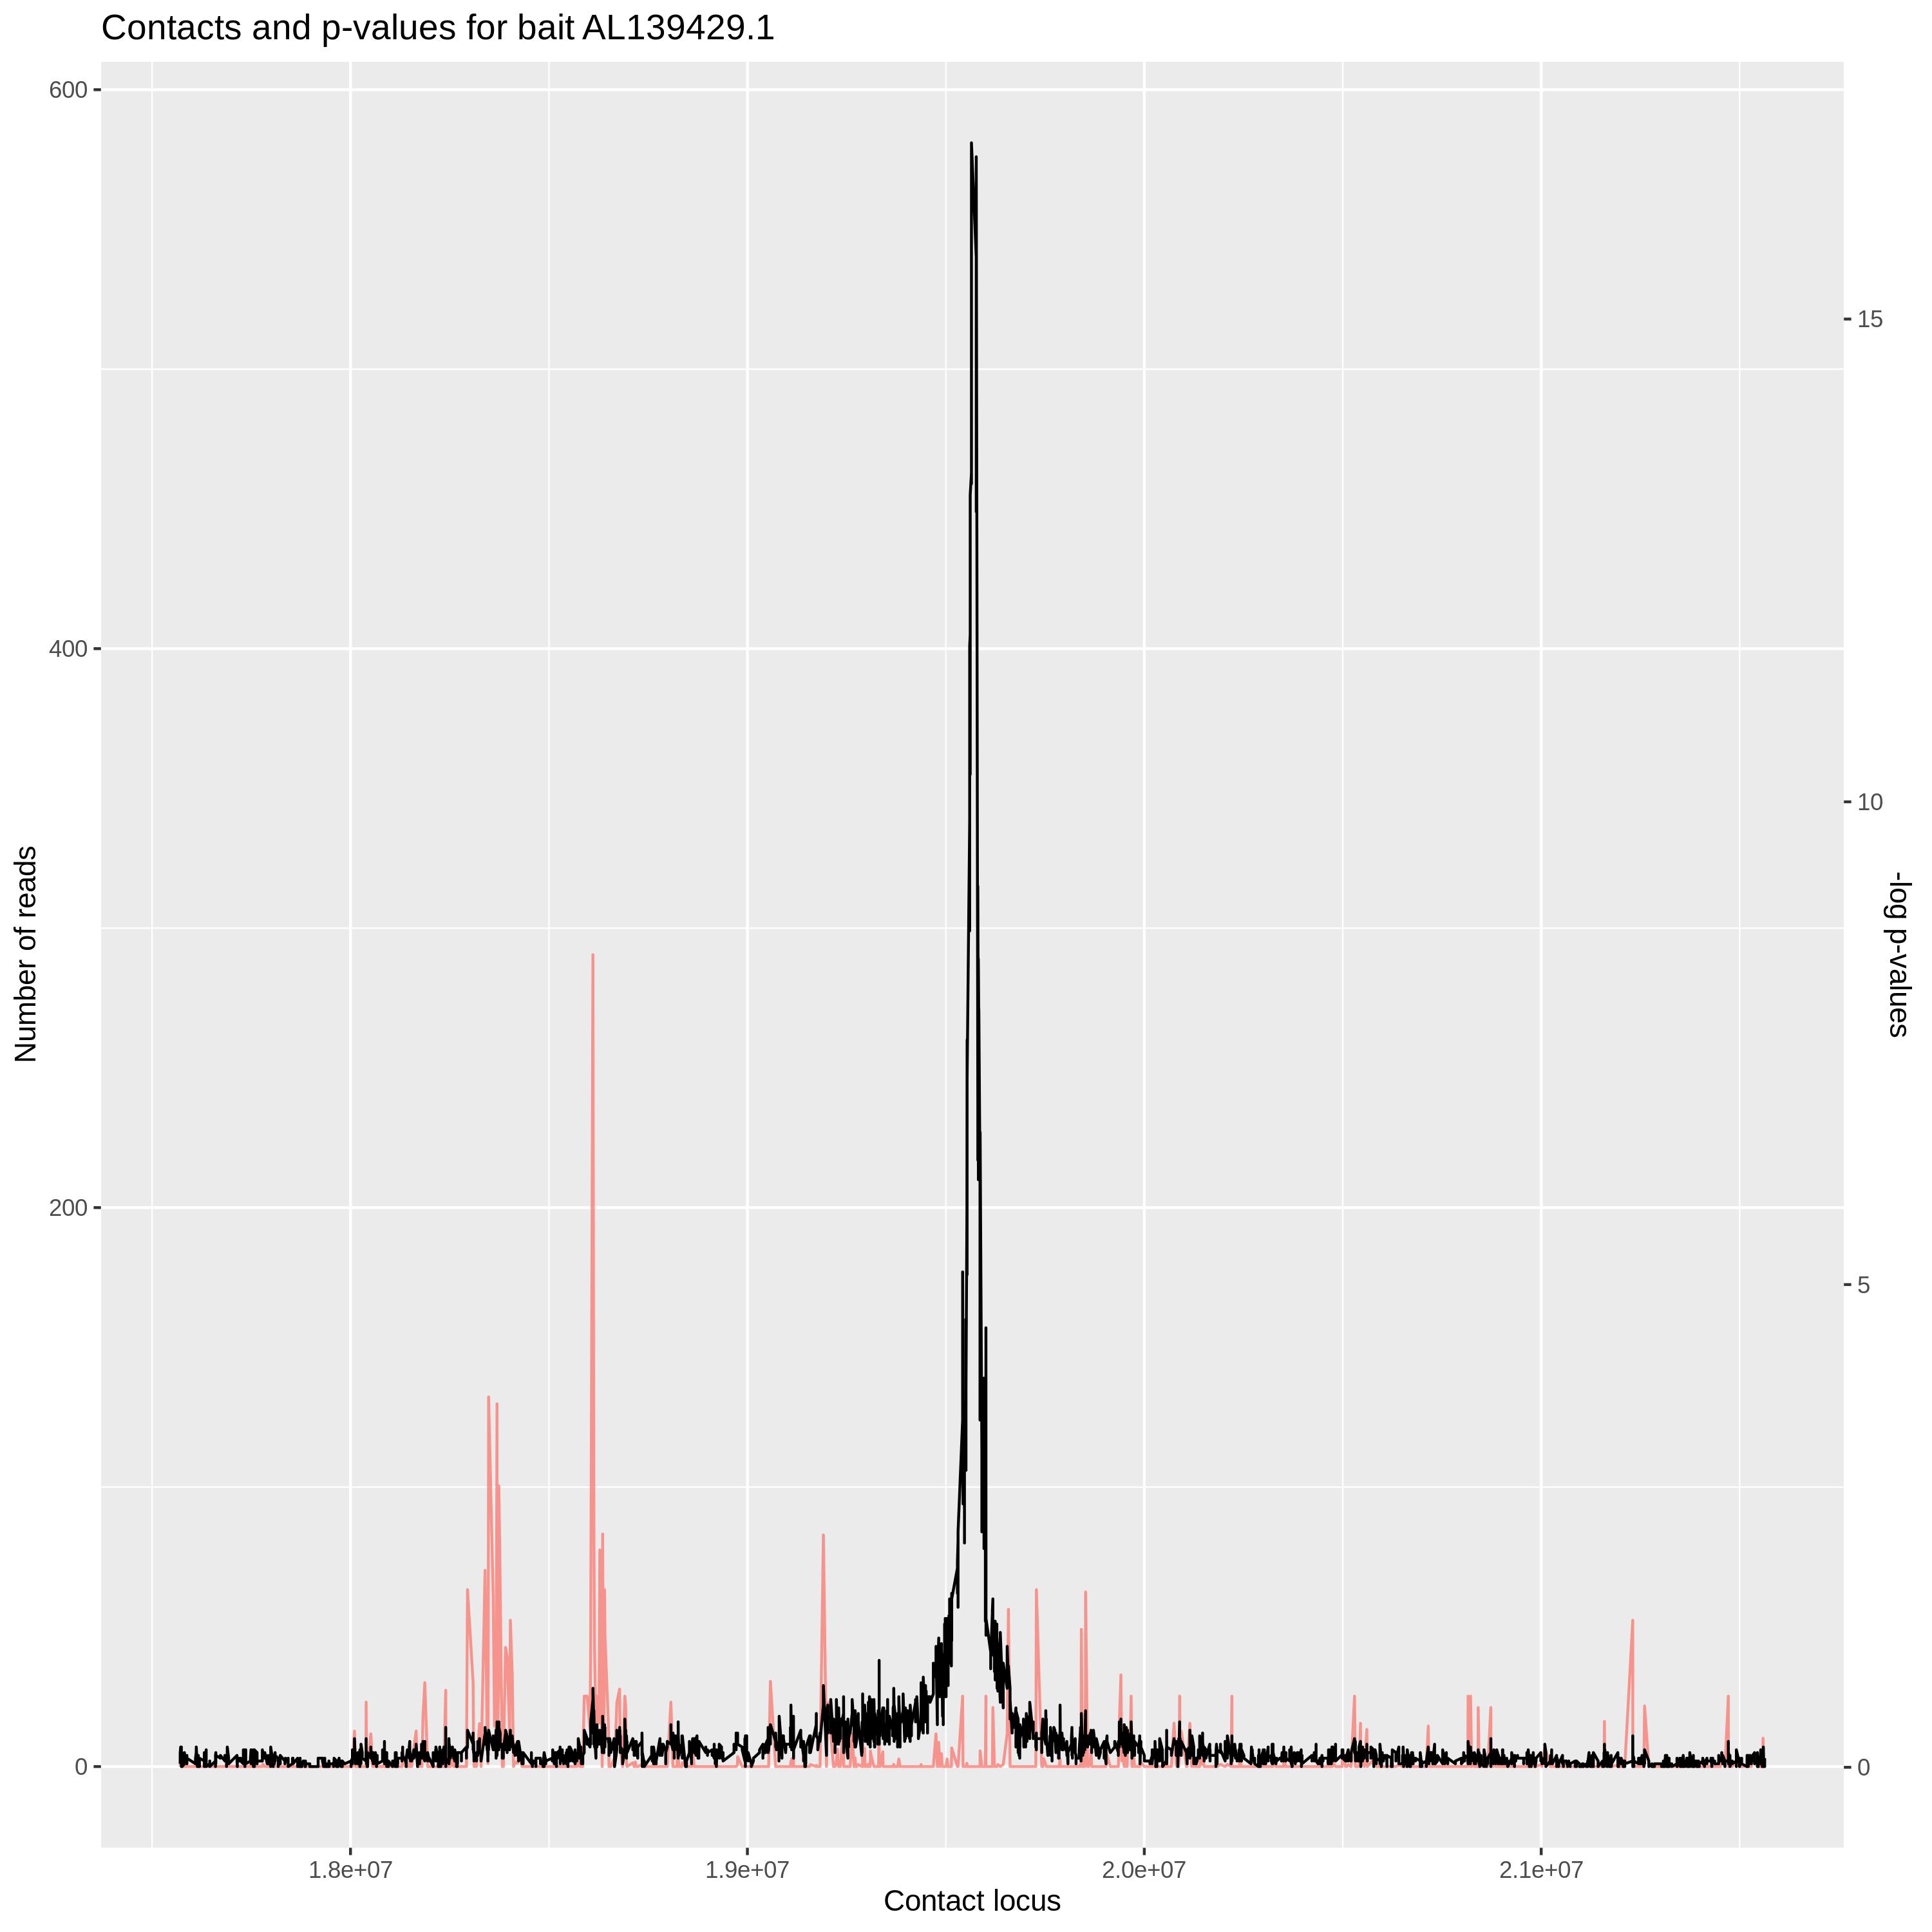 Contacts and p-values for bait AL139429.1
600
400
200
0
Number of reads
15
10
5
0
-log p-values
1.8e+07
1.9e+07
2.0e+07
2.1e+07
Contact locus